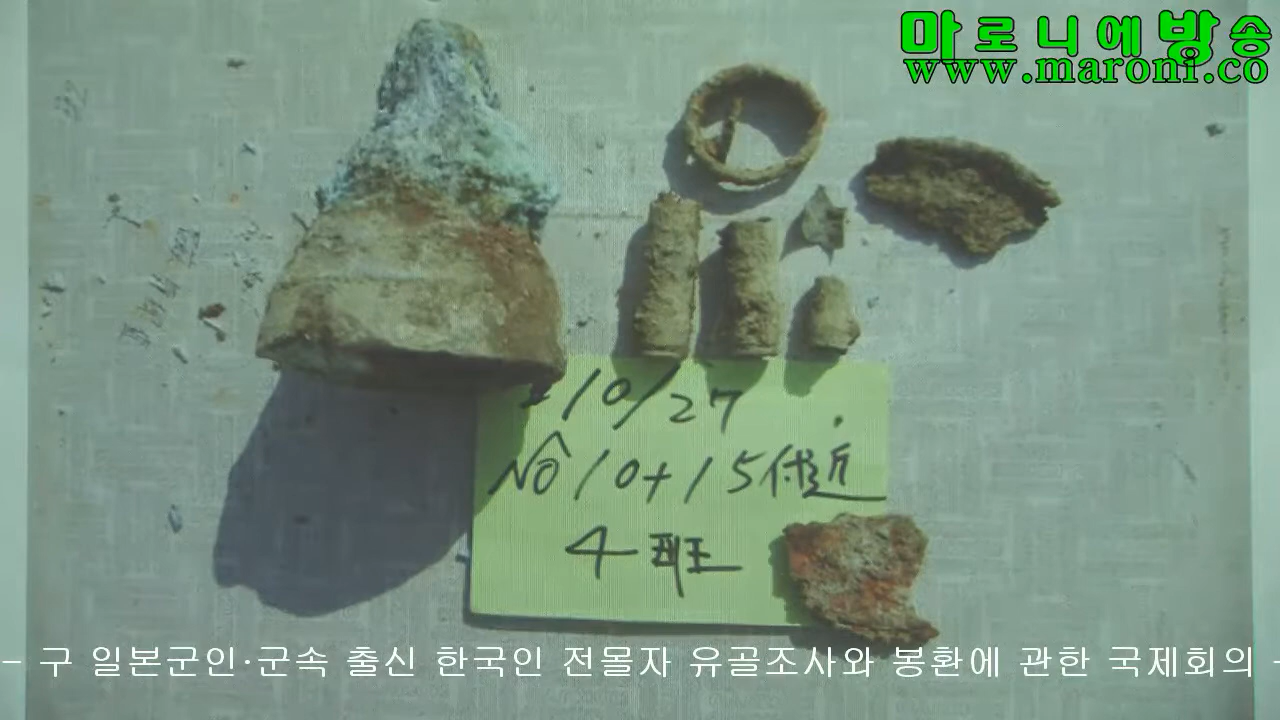 마로니에방송
www.maroni.co
10/27
NO 10+15付近
4班
- 구 일본군인·군속 출신 한국인 전몰자 유골조사와 봉환에 관한 국제회의 -